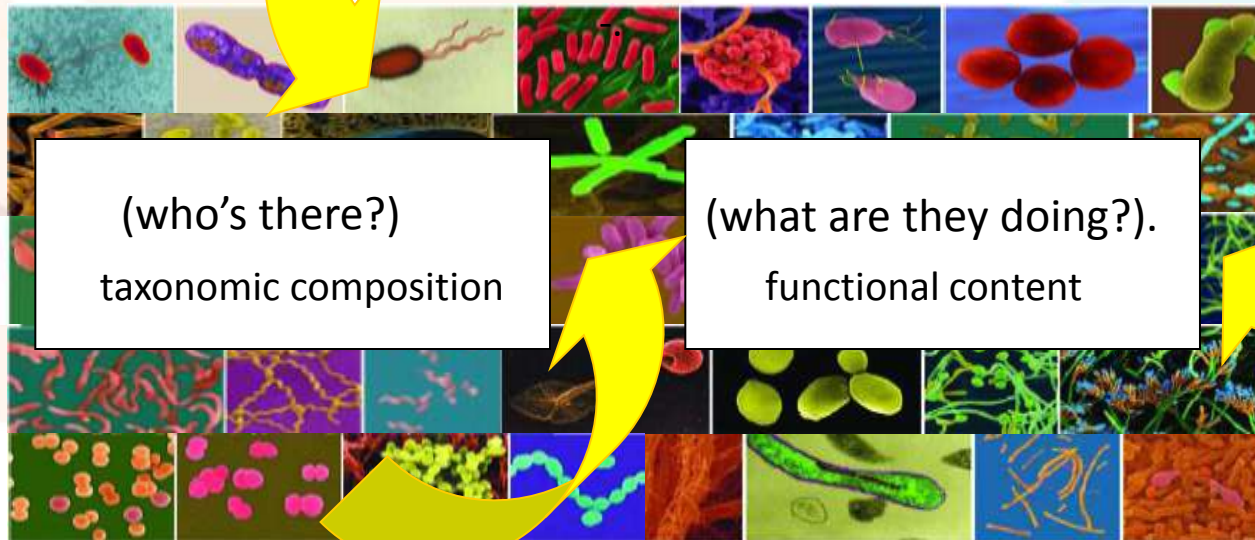 (who’s there?)
taxonomic composition
(what are they doing?).
functional content